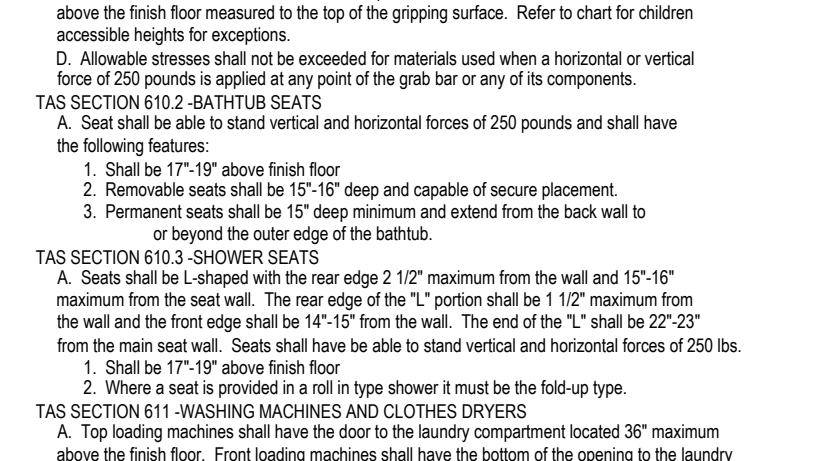 above the finish floor measured to the top of the gripping surface. Refer to chart for children
accessible heights for exceptions.
D. Allowable stresses shall not be exceeded for materials used when a horizontal or vertical
force of 250 pounds is applied at any point of the grab bar or any of its components.
TAS SECTION 610.2 -BATHTUB SEATS
A. Seat shall be able to stand vertical and horizontal forces of 250 pounds and shall have
the following features:
1. Shall be 17"-19" above finish floor
2. Removable seats shall be 15"-16" deep and capable of secure placement.
3. Permanent seats shall be 15" deep minimum and extend from the back wall to
or beyond the outer edge of the bathtub.
TAS SECTION 610.3 -SHOWER SEATS
A. Seats shall be L-shaped with the rear edge 2 1/2" maximum from the wall and 15"-16"
maximum from the seat wall. The rear edge of the "L" portion shall be 1 1/2" maximum from
the wall and the front edge shall be 14"-15" from the wall. The end of the "L" shall be 22"-23"
from the main seat wall. Seats shall have be able to stand vertical and horizontal forces of 250 lbs.
1. Shall be 17"-19" above finish floor
2. Where a seat is provided in a roll in type shower it must be the fold-up type.
TAS SECTION 611 -WASHING MACHINES AND CLOTHES DRYERS
A. Top loading machines shall have the door to the laundry compartment located 36" maximum
above the finish floor. Front loading machines shall have the bottom of the opening to the laundry